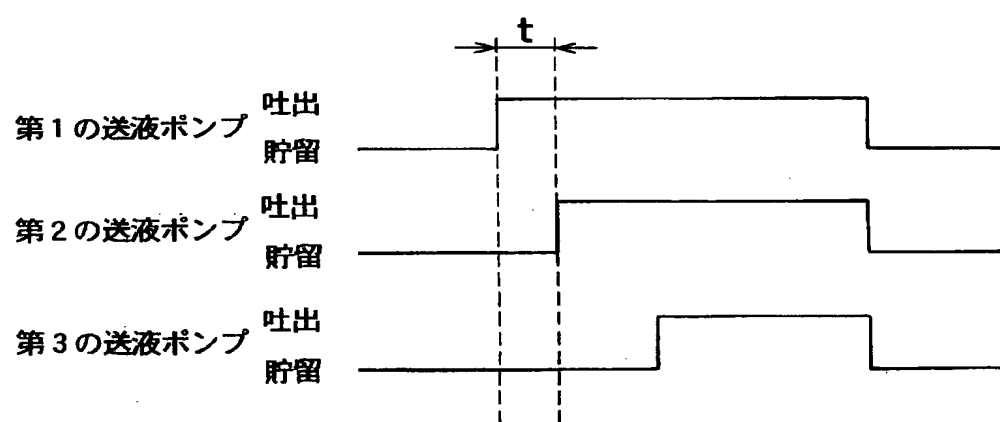 t
吐出
第1の送液ポンプ
貯留
吐出
第2の送液ポンプ
貯留
吐出
第3の送液ポンプ
貯留